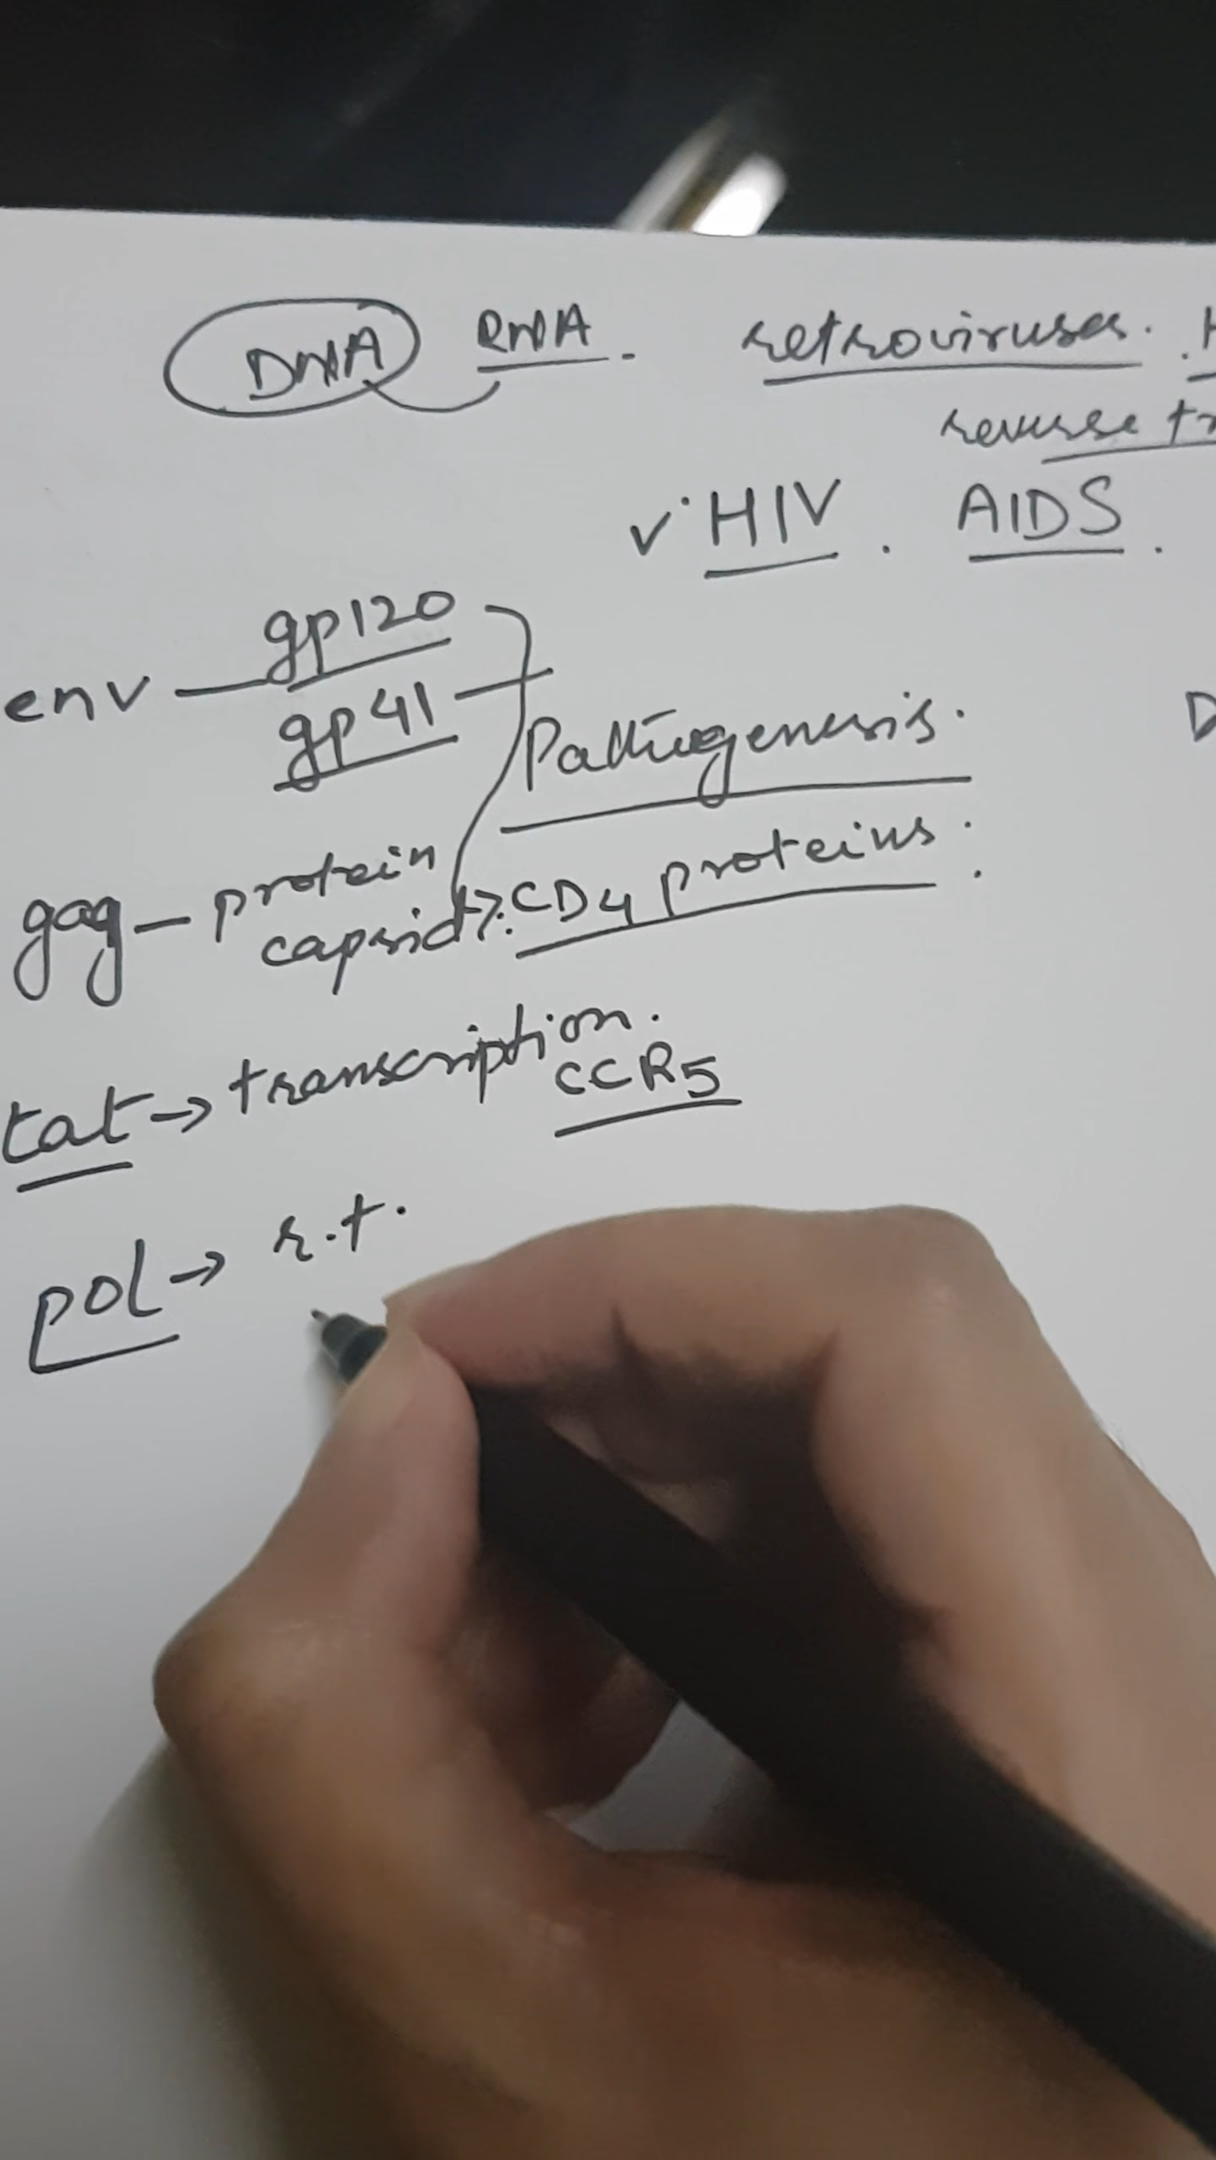 DNA RNA. retroviruses. . H
reverse tr
✓ HIV . AIDS .
gp120
env — gp41
Pathogenesis. D
gag — protein
capsid > CD4 proteins.
tat → transcription.
CCR5
pol → r.t.